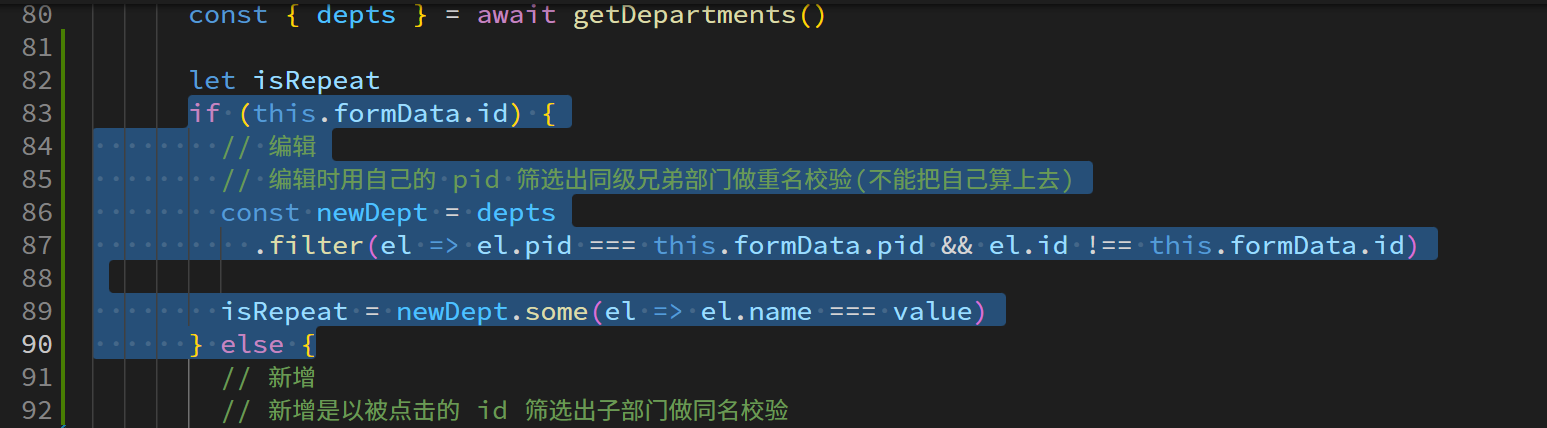 80 const { depts } = await getDepartments()
81
82 let isRepeat
83 if (this.formData.id) {
84 // 编辑
85 // 编辑时用自己的 pid 筛选出同级兄弟部门做重名校验(不能把自己算上去)
86 const newDept = depts
87 .filter(el => el.pid === this.formData.pid && el.id !== this.formData.id)
88
89 isRepeat = newDept.some(el => el.name === value)
90 } else {
91 // 新增
92 // 新增是以被点击的 id 筛选出子部门做同名校验